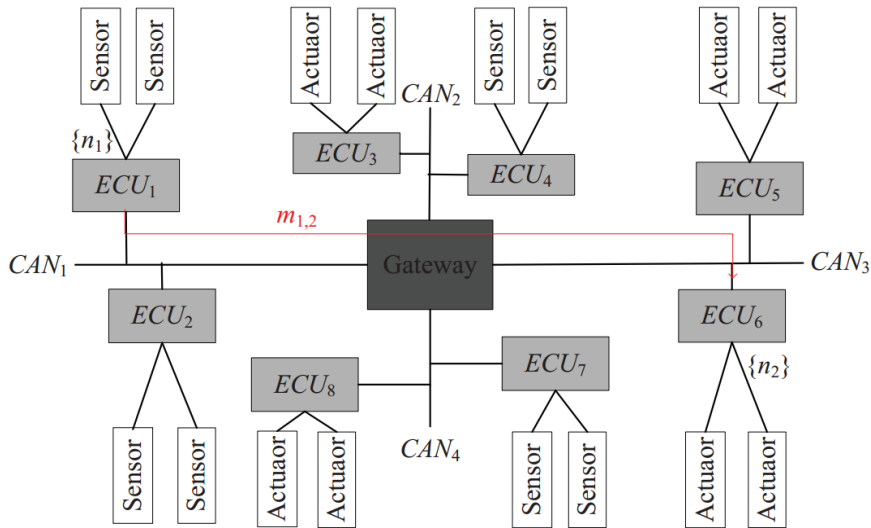 Sensor
Sensor
Actuaor
Actuaor
Sensor
Sensor
Actuaor
Actuaor
CAN2
{n1}
ECU3
ECU4
ECU1
ECU5
m1,2
CAN1
Gateway
CAN3
ECU2
ECU6
ECU7
{n2}
ECU8
CAN4
Sensor
Sensor
Actuaor
Actuaor
Sensor
Sensor
Actuaor
Actuaor